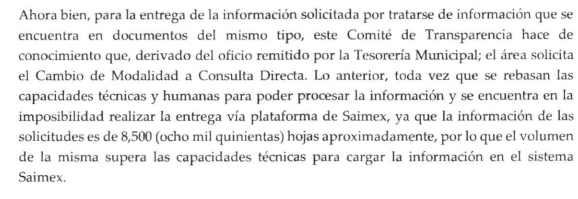 Ahora bien, para la entrega de la información solicitada por tratarse de información que se
encuentra en documentos del mismo tipo, este Comité de Transparencia hace de
conocimiento que, derivado del oficio remitido por la Tesorería Municipal; el área solicita
el Cambio de Modalidad a Consulta Directa. Lo anterior, toda vez que se rebasan las
capacidades técnicas y humanas para poder procesar la información y se encuentra en la
imposibilidad realizar la entrega vía plataforma de Saimex, ya que la información de las
solicitudes es de 8,500 (ocho mil quinientas) hojas aproximadamente, por lo que el volumen
de la misma supera las capacidades técnicas para cargar la información en el sistema
Saimex.